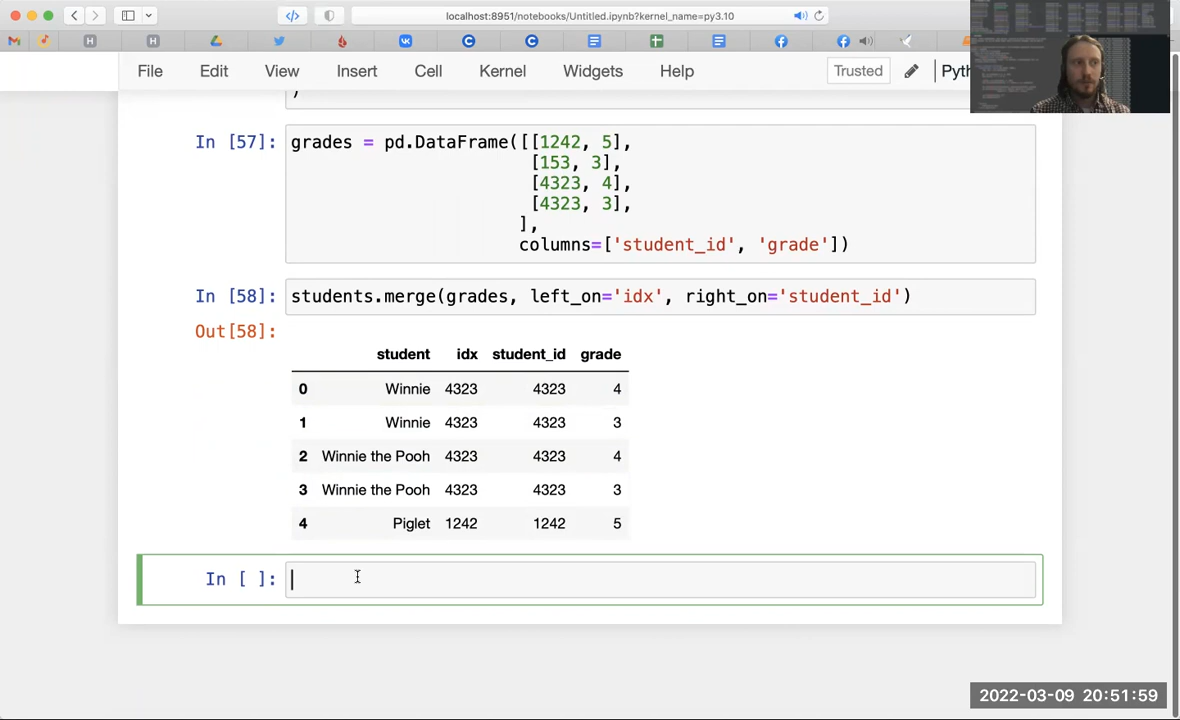 localhost:8951/notebooks/Untitled.ipynb?kernel_name=py3.10
File Edit View Insert Cell Kernel Widgets Help Trusted Pyth
)
In [57]: grades = pd.DataFrame([[1242, 5],
[153, 3],
[4323, 4],
[4323, 3],
],
columns=['student_id', 'grade'])
In [58]: students.merge(grades, left_on='idx', right_on='student_id')
Out[58]:
student idx student_id grade
0 Winnie 4323 4323 4
1 Winnie 4323 4323 3
2 Winnie the Pooh 4323 4323 4
3 Winnie the Pooh 4323 4323 3
4 Piglet 1242 1242 5
In [ ]:
2022-03-09 20:51:59